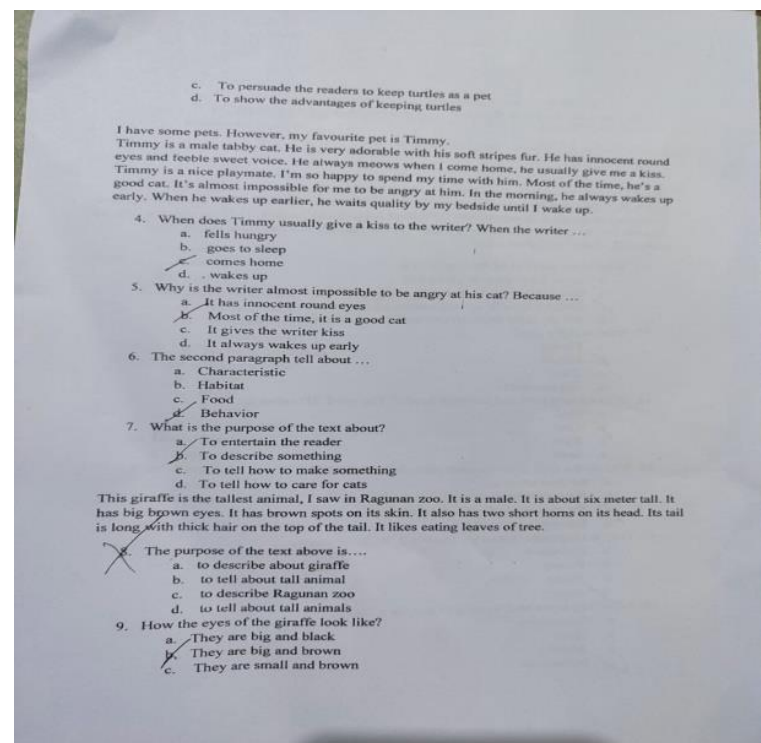 c. To persuade the readers to keep turtles as a pet
d. To show the advantages of keeping turtles
I have some pets. However, my favourite pet is Timmy.
Timmy is a male tabby cat. He is very adorable with his soft stripes fur. He has innocent round
eyes and feeble sweet voice. He always meows when I come home, he usually give me a kiss.
Timmy is a nice playmate. I'm so happy to spend my time with him. Most of the time, he's a
good cat. It's almost impossible for me to be angry at him. In the morning, he always wakes up
early. When he wakes up earlier, he waits quality by my bedside until I wake up.
4. When does Timmy usually give a kiss to the writer? When the writer ...
a. fells hungry
b. goes to sleep
c. comes home
d. . wakes up
5. Why is the writer almost impossible to be angry at his cat? Because ...
a. It has innocent round eyes
b. Most of the time, it is a good cat
c. It gives the writer kiss
d. It always wakes up early
6. The second paragraph tell about ...
a. Characteristic
b. Habitat
c. Food
d. Behavior
7. What is the purpose of the text about?
a. To entertain the reader
b. To describe something
c. To tell how to make something
d. To tell how to care for cats
This giraffe is the tallest animal, I saw in Ragunan zoo. It is a male. It is about six meter tall. It
has big brown eyes. It has brown spots on its skin. It also has two short horns on its head. Its tail
is long with thick hair on the top of the tail. It likes eating leaves of tree.
8. The purpose of the text above is....
a. to describe about giraffe
b. to tell about tall animal
c. to describe Ragunan zoo
d. to tell about tall animals
9. How the eyes of the giraffe look like?
a. They are big and black
b. They are big and brown
c. They are small and brown